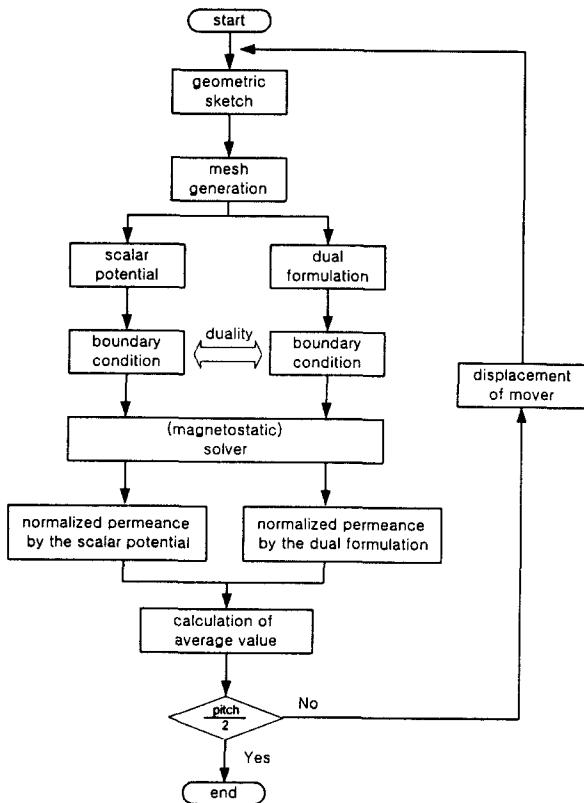 start
geometric
sketch
mesh
generation
scalar
potential
dual
formulation
boundary
condition
duality
boundary
condition
displacement
of mover
(magnetostatic)
solver
normalized permeance
by the scalar potential
normalized permeance
by the dual formulation
calculation of
average value
pitch
2
No
Yes
end